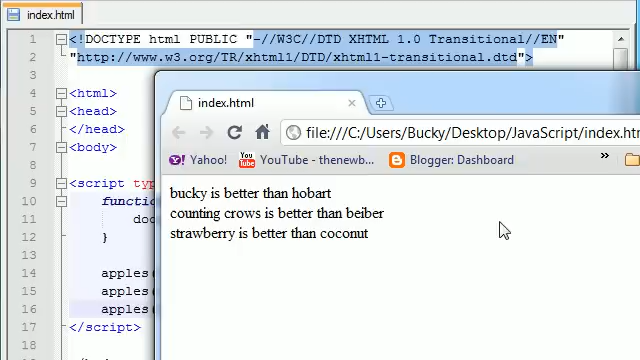 index.html
1 <!DOCTYPE html PUBLIC "-//W3C//DTD XHTML 1.0 Transitional//EN"
2 "http://www.w3.org/TR/xhtml1/DTD/xhtml1-transitional.dtd">
3
4 <html>
5 <head>
6 </head>
7 <body>
8
9 <script typ
10 function
11 doc
12 }
13
14 apples(
15 apples(
16 apples(
17 </script>
18
index.html
file:///C:/Users/Bucky/Desktop/JavaScript/index.htm
Yahoo! YouTube - thenewb... Blogger: Dashboard »
bucky is better than hobart
counting crows is better than beiber
strawberry is better than coconut